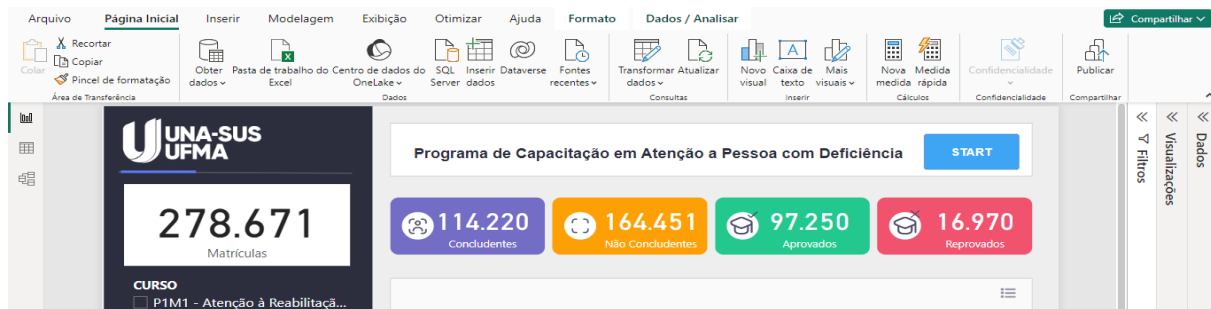 Arquivo Página Inicial Inserir Modelagem Exibição Otimizar Ajuda Formato Dados / Analisar Compartilhar
Colar
Recortar
Copiar
Pincel de formatação
Área de Transferência
Obter dados
Pasta de trabalho do Excel
Centro de dados do OneLake
SQL Server
Inserir dados
Dataverse
Fontes recentes
Dados
Transformar dados
Atualizar
Consultas
Novo visual
Caixa de texto
Mais visuais
Inserir
Nova medida
Medida rápida
Cálculos
Confidencialidade
Confidencialidade
Publicar
Compartilhar
UNA-SUS
UFMA
Programa de Capacitação em Atenção a Pessoa com Deficiência
START
278.671
Matrículas
114.220
Concludentes
164.451
Não Concludentes
97.250
Aprovados
16.970
Reprovados
CURSO
P1M1 - Atenção à Reabilitaçã...
Filtros
Visualizações
Dados